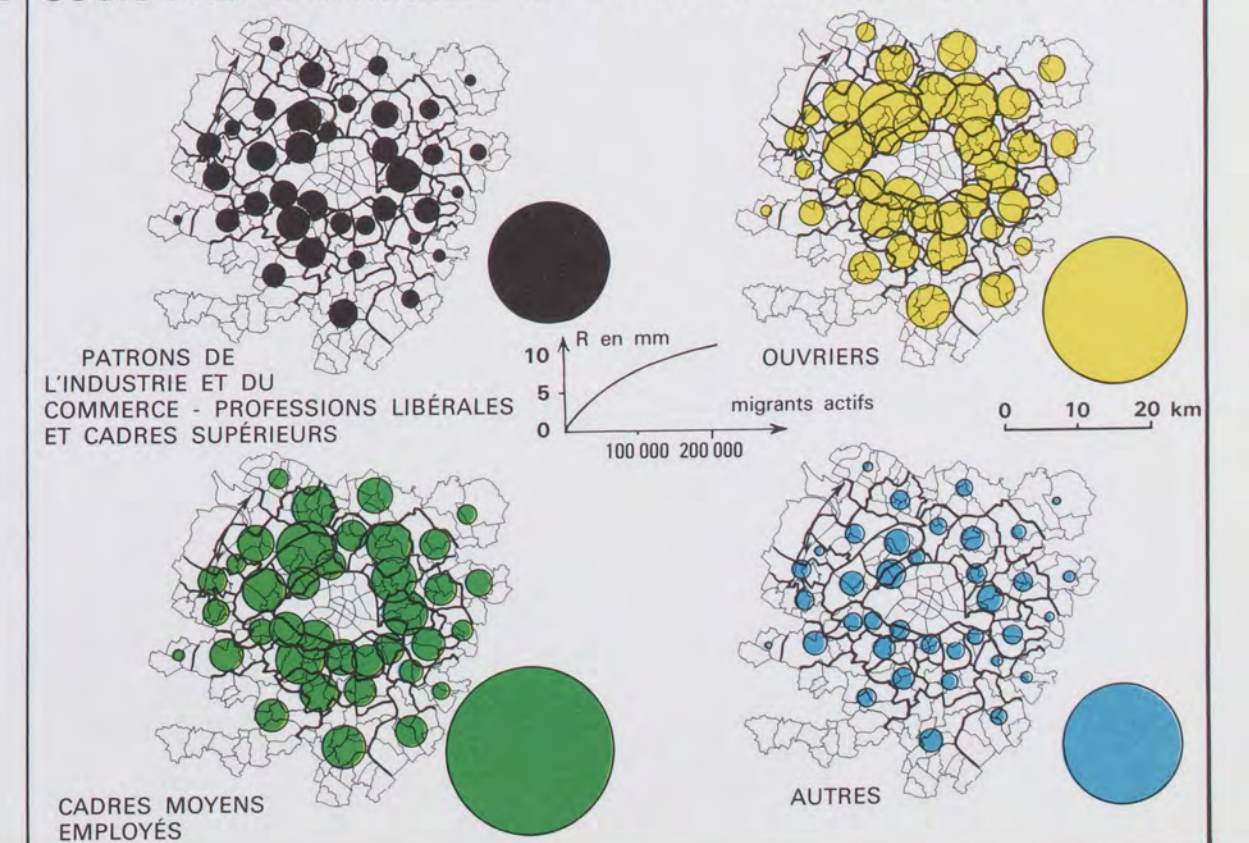 PATRONS DE
L'INDUSTRIE ET DU
COMMERCE - PROFESSIONS LIBÉRALES
ET CADRES SUPÉRIEURS
R en mm
10
5
0
migrants actifs
100 000 200 000
OUVRIERS
0 10 20 km
CADRES MOYENS
EMPLOYÉS
AUTRES